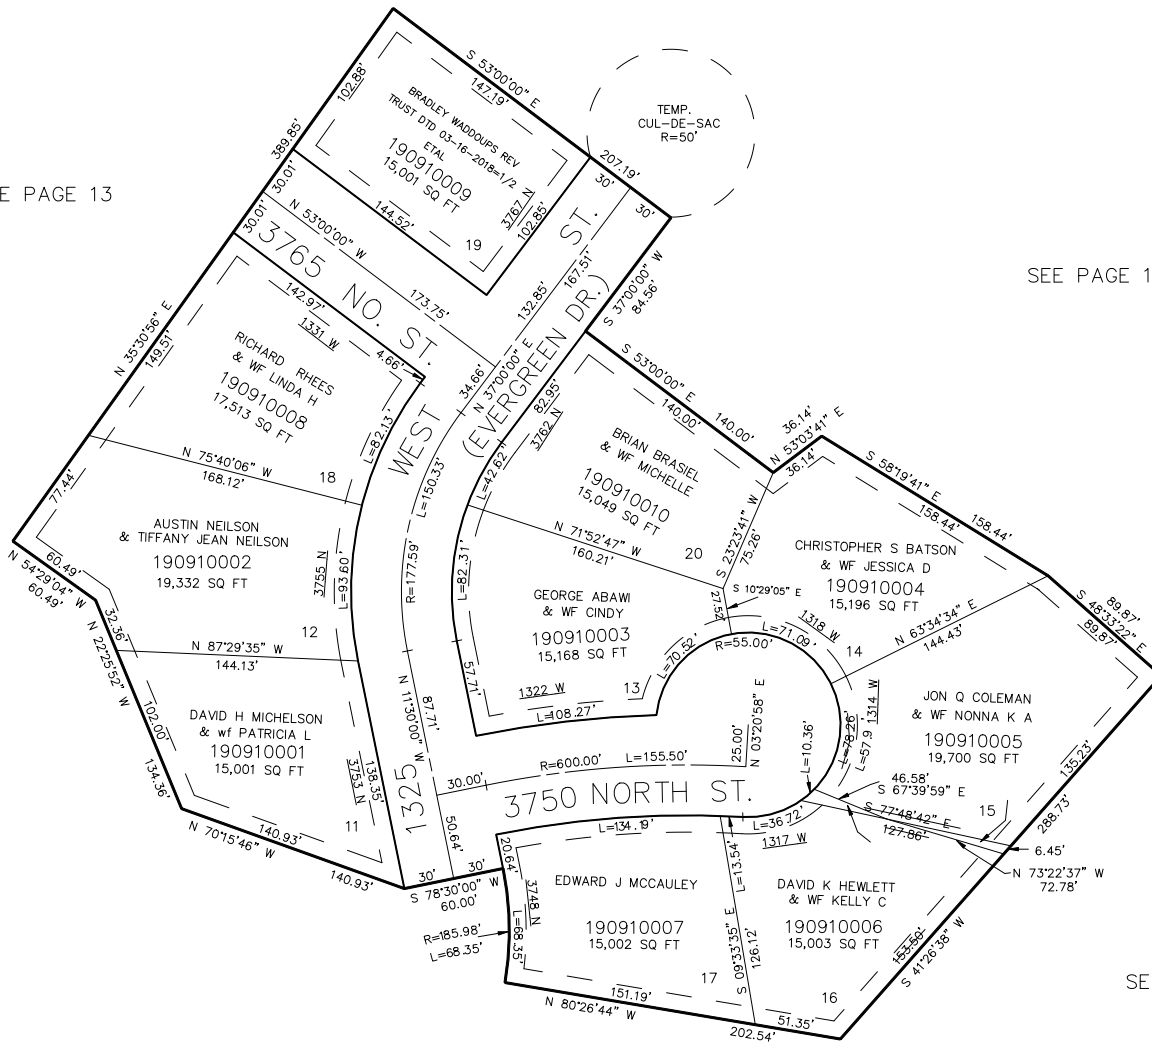 S 53°00'00" E
147.19'
102.88'
389.85'
BRADLEY WADDOUPS REV
TRUST DTD 03-16-2018=1/2
ETAL
190910009
15,001 SQ FT
3767 N
102.85'
144.52'
19
TEMP.
CUL-DE-SAC
R=50'
207.19'
30'
30'
E PAGE 13
SEE PAGE 1
30.01'
30.01'
N 53°00'00" W
173.75'
3765 NO. ST.
132.85'
167.51'
ST.
S 37°00'00" W
84.56'
(EVERGREEN DR.)
N 37°00'00" E
34.66'
82.95'
3762 N
N 35°30'56" E
149.51'
142.97'
1331 W
4.66'
RICHARD RHEES
& WF LINDA H
190910008
17,513 SQ FT
L=82.13'
WEST
L=42.62"
L=150.33'
R=177.59'
N 75°40'06" W
168.12'
18
77.44'
S 53°00'00" E
140.00'
140.00'
36.14'
N 53°03'41" E
36.14'
BRIAN BRASIEL
& WF MICHELLE
190910010
15,049 SQ FT
20
N 71°52'47" W
160.21'
S 23°23'41" W
75.26'
S 58°19'41" E
158.44'
158.44'
CHRISTOPHER S BATSON
& WF JESSICA D
190910004
15,196 SQ FT
1318 W
14
S 10°29'05" E
27.52
AUSTIN NEILSON
& TIFFANY JEAN NEILSON
190910002
19,332 SQ FT
3755 N
L=93.60'
12
60.49'
N 54°29'04" W
60.49'
32.36'
N 22°25'52" W
N 87°29'35" W
144.13'
L=82.31'
GEORGE ABAWI
& WF CINDY
190910003
15,168 SQ FT
1322 W
13
L=108.27'
57.71'
L=70.52'
L=71.09'
R=55.00'
N 63°34'34" E
144.43'
89.87'
S 48°33'22" E
89.87'
JON Q COLEMAN
& WF NONNA K A
190910005
19,700 SQ FT
1314 W
15
L=78.26'
L=57.9
L=10.36'
25.00'
N 03°20'58" E
135.23'
288.73'
DAVID H MICHELSON
& wf PATRICIA L
190910001
15,001 SQ FT
3753 N
138.35'
11
102.00'
134.36'
N 70°15'46" W
140.93'
140.93'
N 11°30'00" W
87.71'
1325
50.64'
30.00'
R=600.00'
L=155.50'
3750 NORTH ST.
46.58'
S 67°39'59" E
S 77°48'42" E
127.86'
6.45'
N 73°22'37" W
72.78'
30'
30'
S 78°30'00" W
60.00'
20.64'
L=134.19'
L=36.72'
1317 W
L=13.54'
3748 N
L=68.35'
R=185.98'
L=68.35'
EDWARD J MCCAULEY
190910007
15,002 SQ FT
17
S 09°33'35" E
126.12'
DAVID K HEWLETT
& WF KELLY C
190910006
15,003 SQ FT
16
153.50'
S 41°26'38" W
151.19'
N 80°26'44" W
51.35'
202.54'
SE